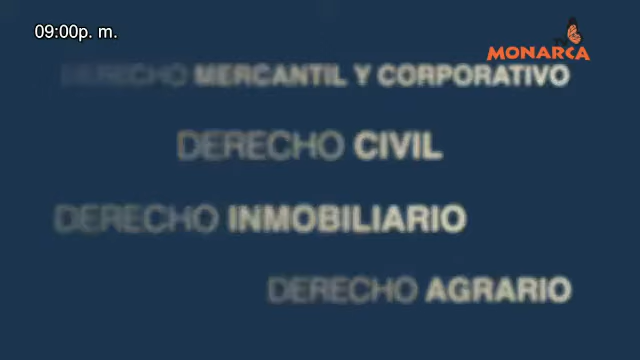 09:00p. m.
MONARCA
DERECHO MERCANTIL Y CORPORATIVO
DERECHO CIVIL
DERECHO INMOBILIARIO
DERECHO AGRARIO